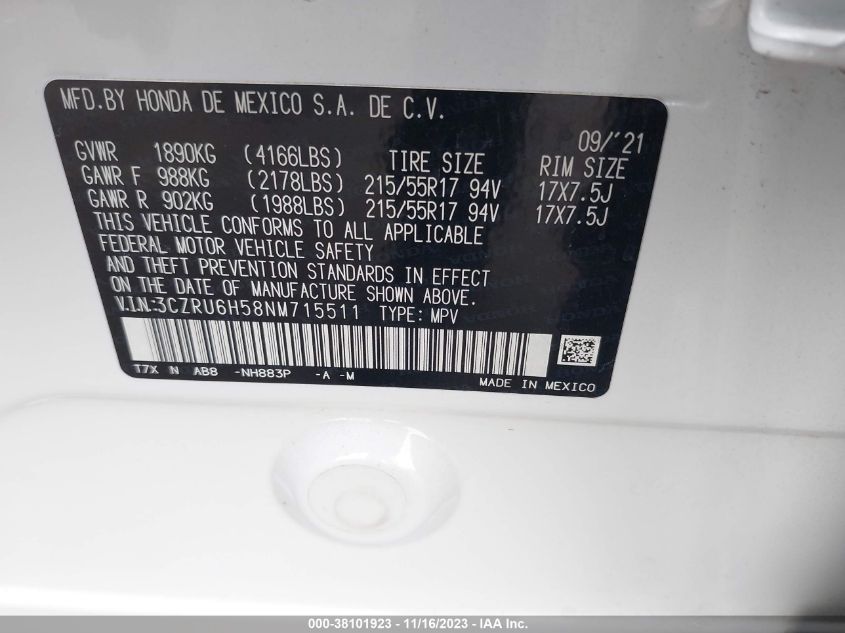 MFD.BY HONDA DE MEXICO S.A. DE C.V.
09/'21
GVWR 1890KG (4166LBS) TIRE SIZE RIM SIZE
GAWR F 988KG (2178LBS) 215/55R17 94V 17X7.5J
GAWR R 902KG (1988LBS) 215/55R17 94V 17X7.5J
THIS VEHICLE CONFORMS TO ALL APPLICABLE
FEDERAL MOTOR VEHICLE SAFETY
AND THEFT PREVENTION STANDARDS IN EFFECT
ON THE DATE OF MANUFACTURE SHOWN ABOVE.
V.I.N:3CZRU6H58NM715511 TYPE:MPV
T7X N AB8 -NH883P -A -M
MADE IN MEXICO
000-38101923 - 11/16/2023 - IAA Inc.